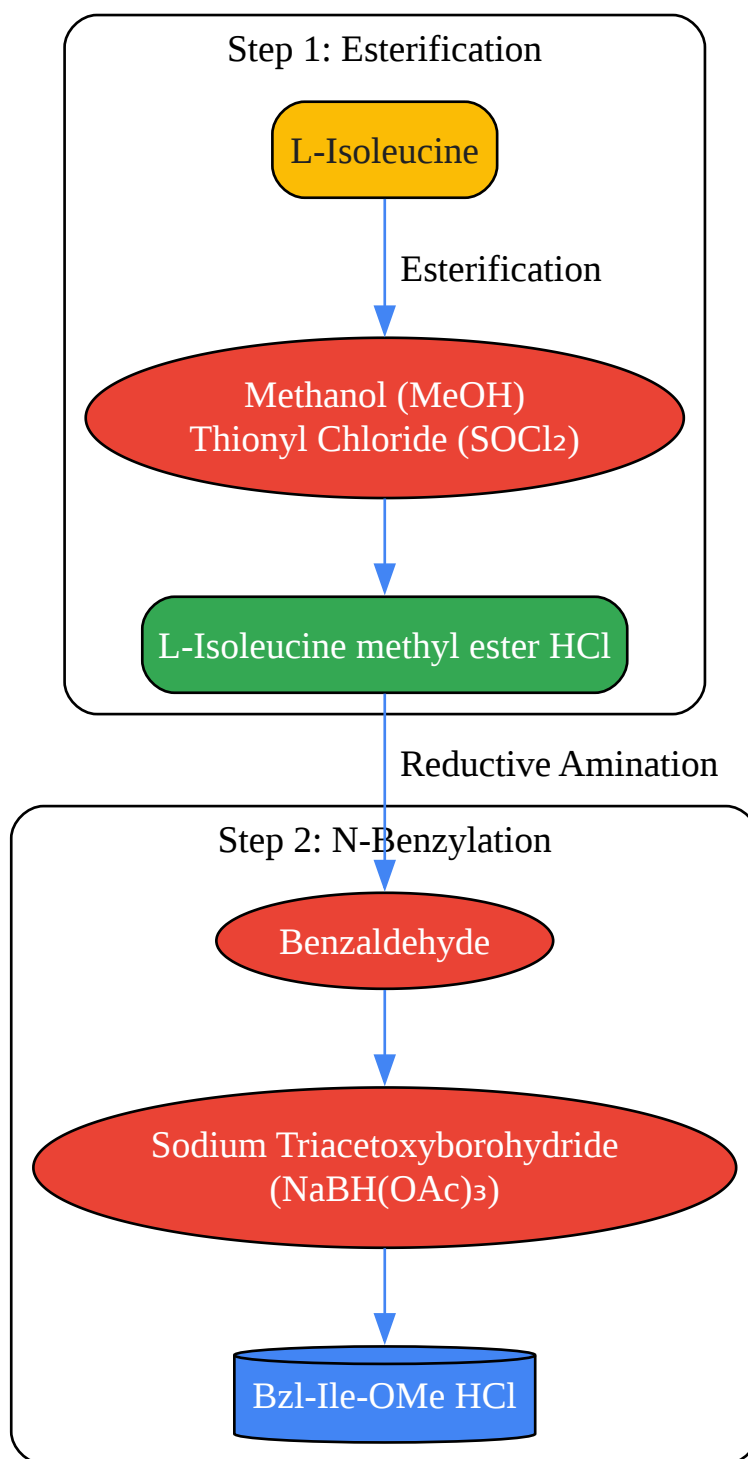 Step 1: Esterification
L-Isoleucine
Esterification
Methanol (MeOH)
Thionyl Chloride (SOCl₂)
L-Isoleucine methyl ester HCl
Reductive Amination
Step 2: N-Benzylation
Benzaldehyde
Sodium Triacetoxyborohydride
(NaBH(OAc)₃)
Bzl-Ile-OMe HCl